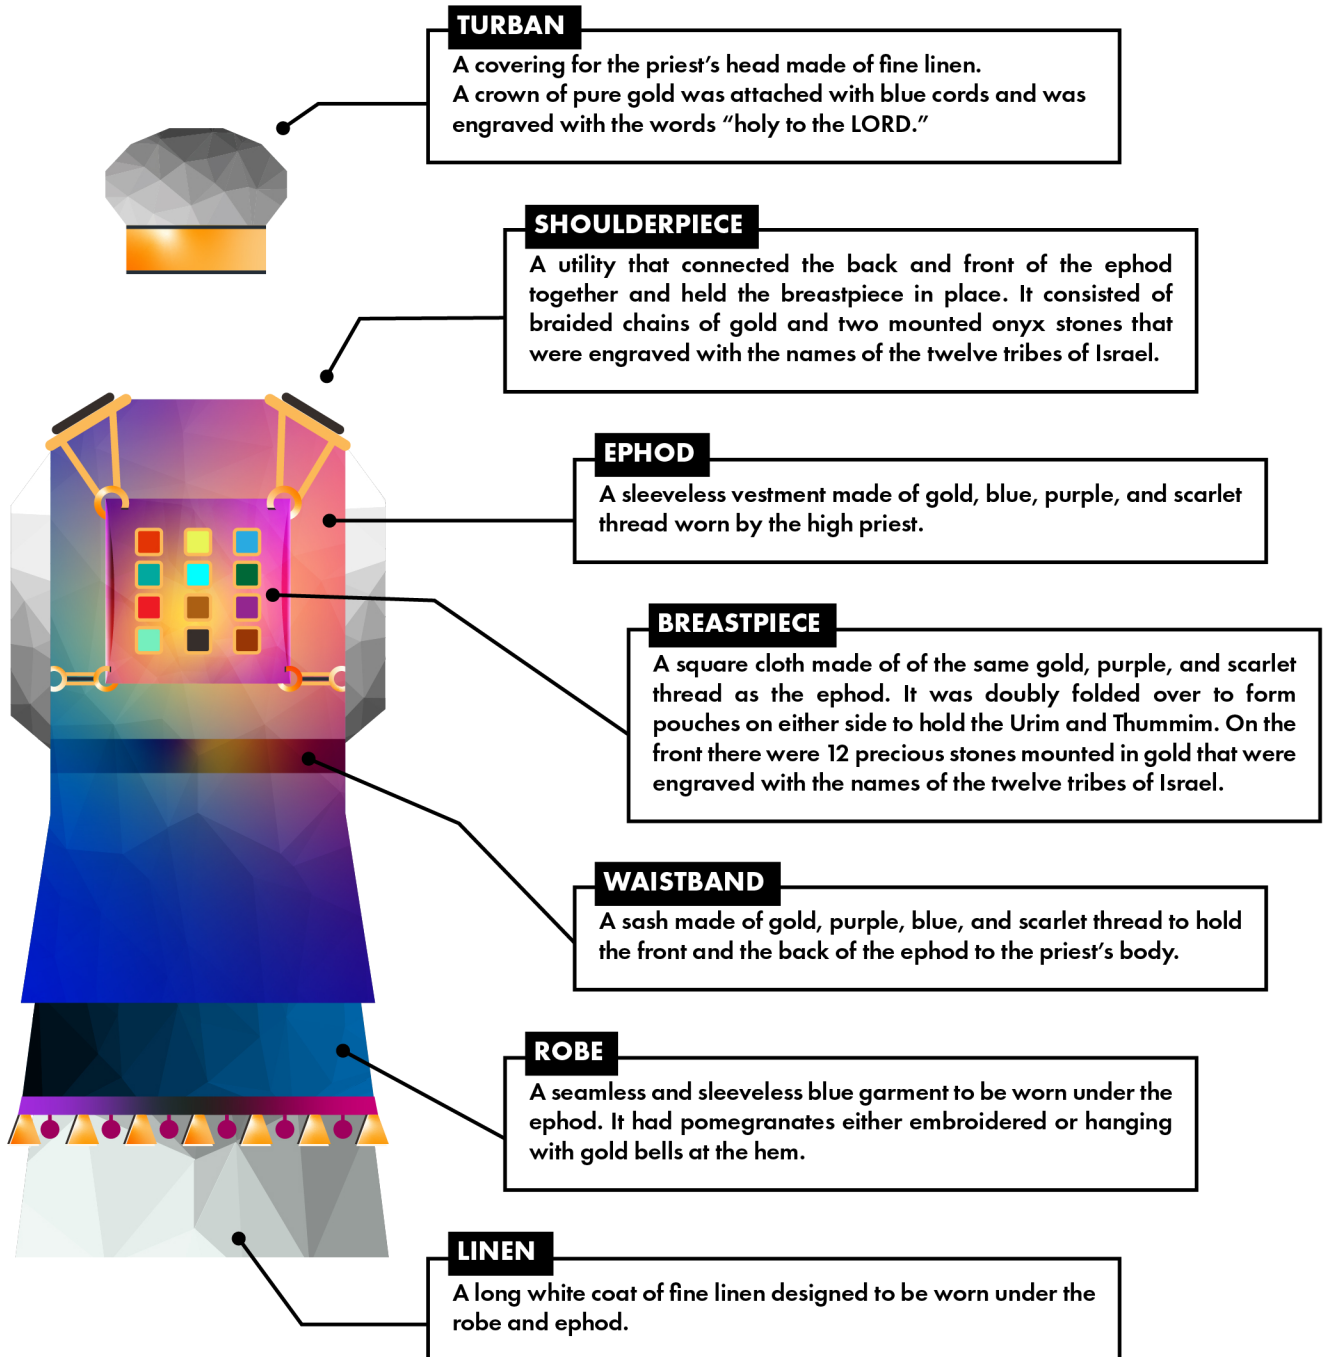 TURBAN
A covering for the priest’s head made of fine linen.
A crown of pure gold was attached with blue cords and was
engraved with the words “holy to the LORD.”
SHOULDERPIECE
A utility that connected the back and front of the ephod
together and held the breastpiece in place. It consisted of
braided chains of gold and two mounted onyx stones that
were engraved with the names of the twelve tribes of Israel.
EPHOD
A sleeveless vestment made of gold, blue, purple, and scarlet
thread worn by the high priest.
BREASTPIECE
A square cloth made of of the same gold, purple, and scarlet
thread as the ephod. It was doubly folded over to form
pouches on either side to hold the Urim and Thummim. On the
front there were 12 precious stones mounted in gold that were
engraved with the names of the twelve tribes of Israel.
WAISTBAND
A sash made of gold, purple, blue, and scarlet thread to hold
the front and the back of the ephod to the priest’s body.
ROBE
A seamless and sleeveless blue garment to be worn under the
ephod. It had pomegranates either embroidered or hanging
with gold bells at the hem.
LINEN
A long white coat of fine linen designed to be worn under the
robe and ephod.